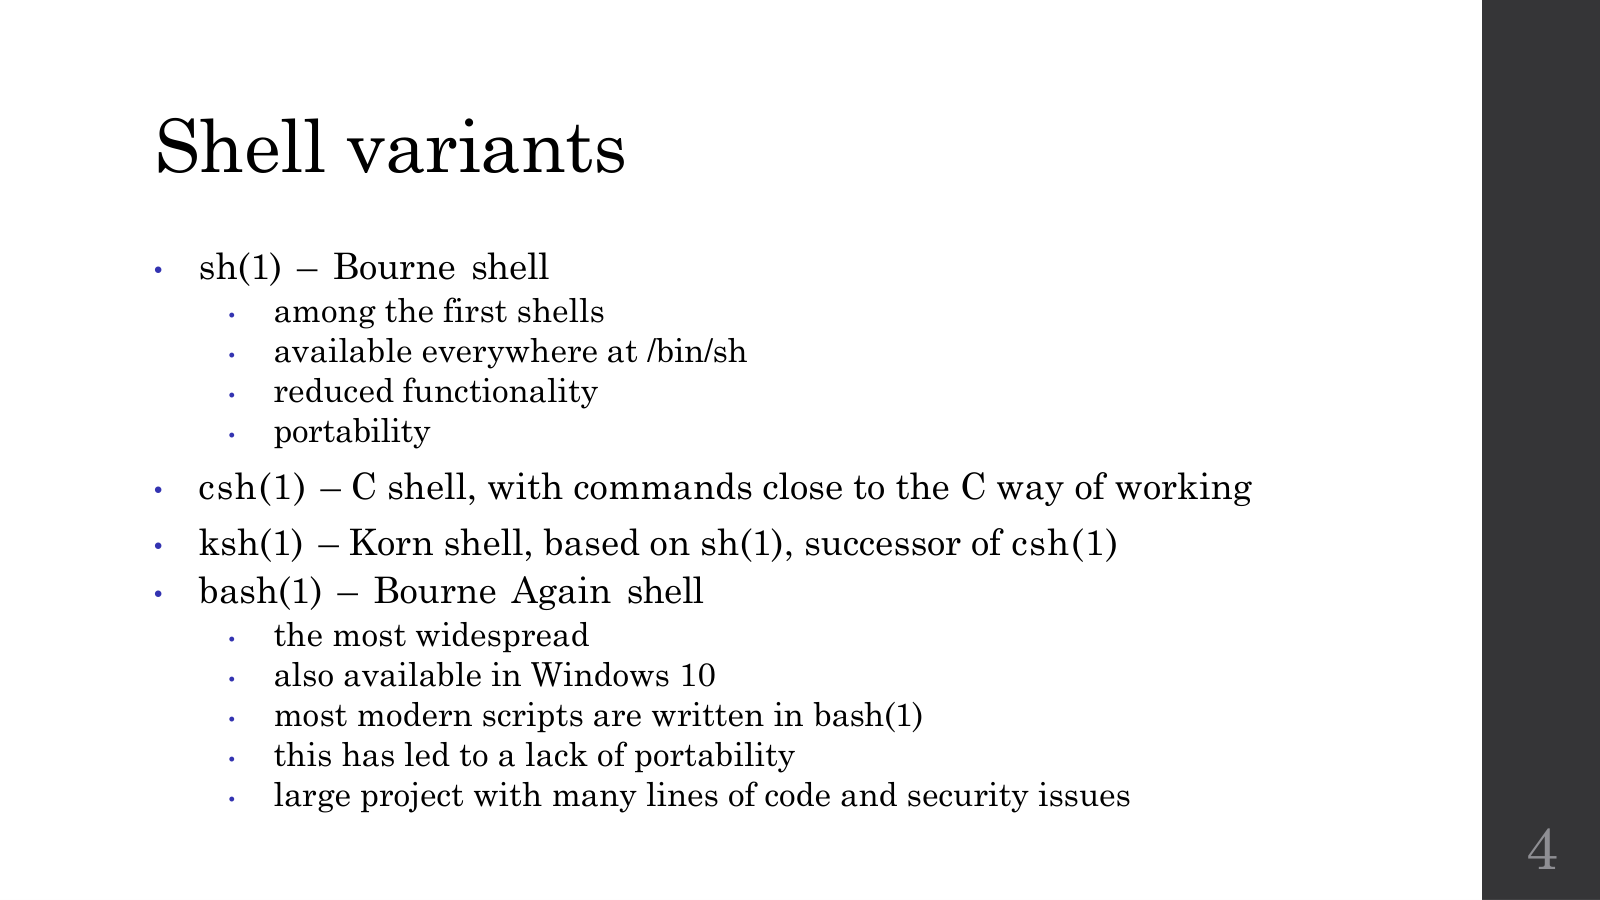 Shell variants
• sh(1) – Bourne shell
• among the first shells
• available everywhere at /bin/sh
• reduced functionality
• portability
• csh(1) – C shell, with commands close to the C way of working
• ksh(1) – Korn shell, based on sh(1), successor of csh(1)
• bash(1) – Bourne Again shell
• the most widespread
• also available in Windows 10
• most modern scripts are written in bash(1)
• this has led to a lack of portability
• large project with many lines of code and security issues
4